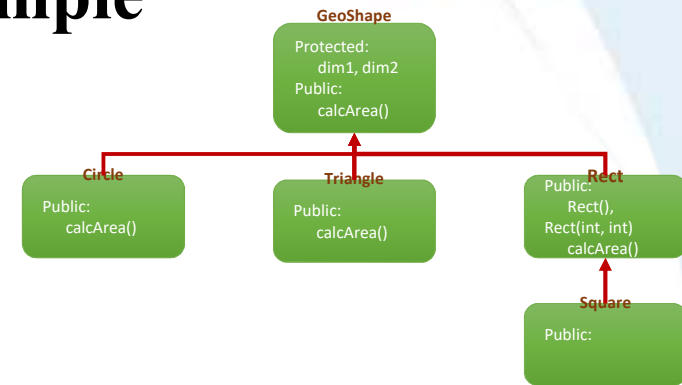 GeoShape
Protected:
dim1, dim2
Public:
calcArea()
Circle
Public:
calcArea()
Triangle
Public:
calcArea()
Rect
Public:
Rect(),
Rect(int, int)
calcArea()
Square
Public: